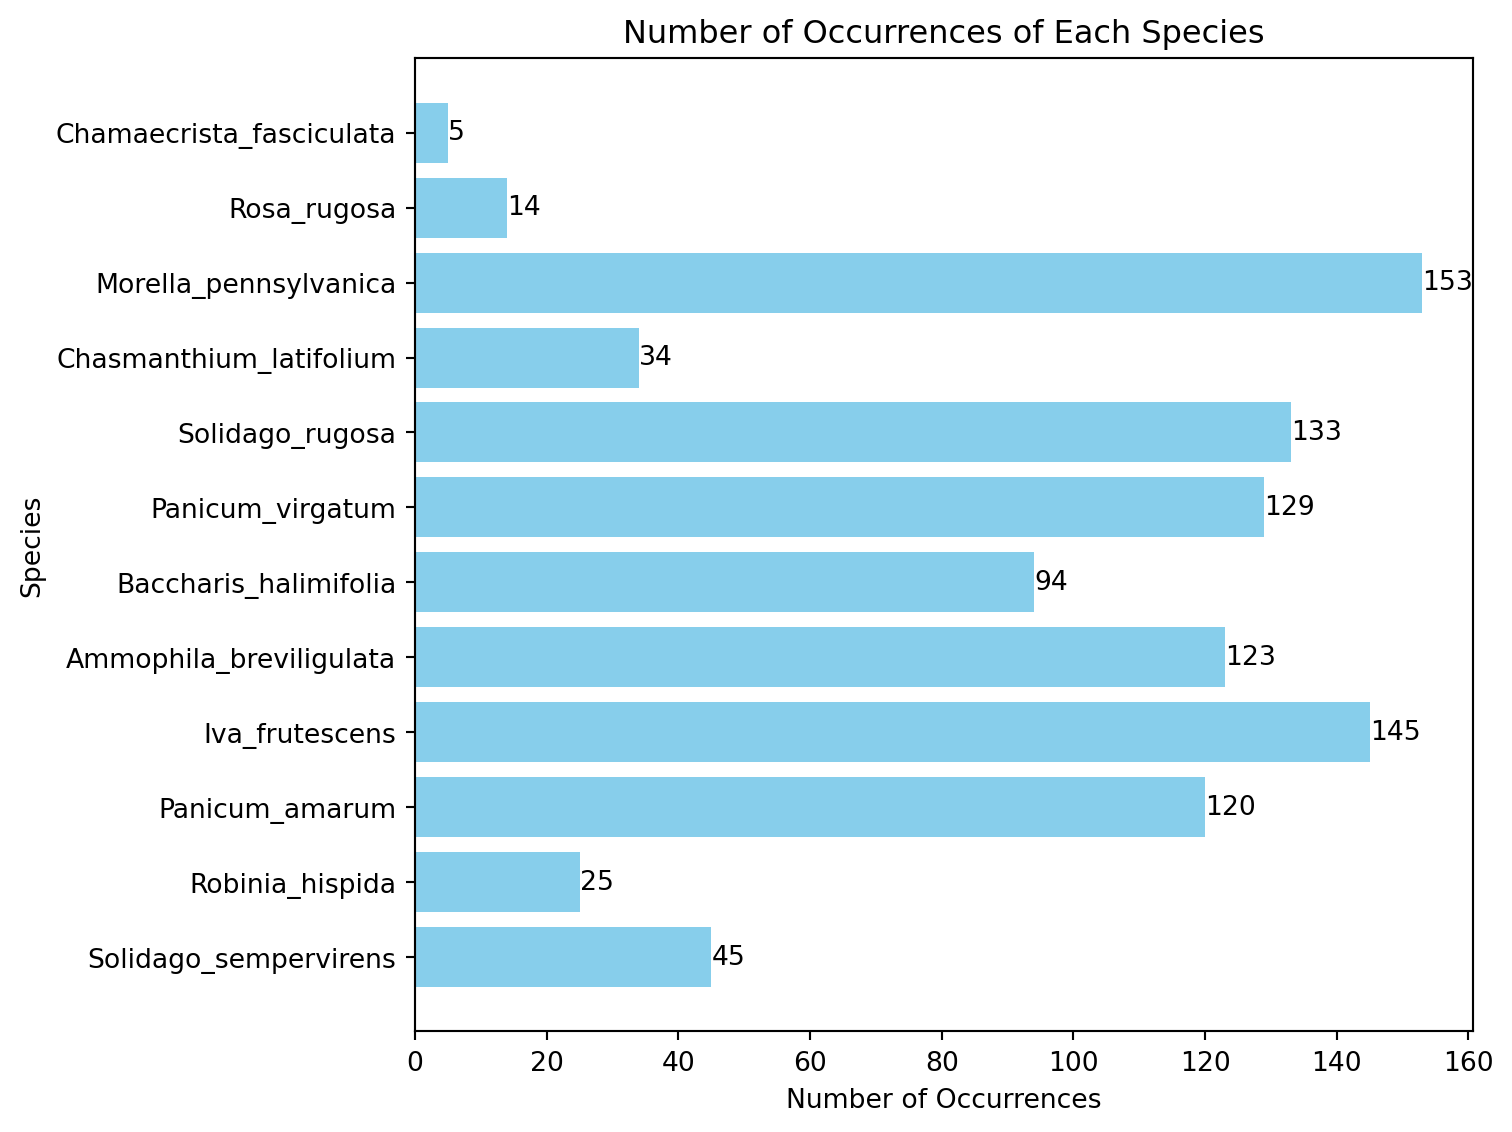 Number of Occurrences of Each Species
Chamaecrista_fasciculata 5
Rosa_rugosa 14
Morella_pennsylvanica 153
Chasmanthium_latifolium 34
Solidago_rugosa 133
Panicum_virgatum 129
Baccharis_halimifolia 94
Ammophila_breviligulata 123
Iva_frutescens 145
Panicum_amarum 120
Robinia_hispida 25
Solidago_sempervirens 45
Species
0 20 40 60 80 100 120 140 160
Number of Occurrences